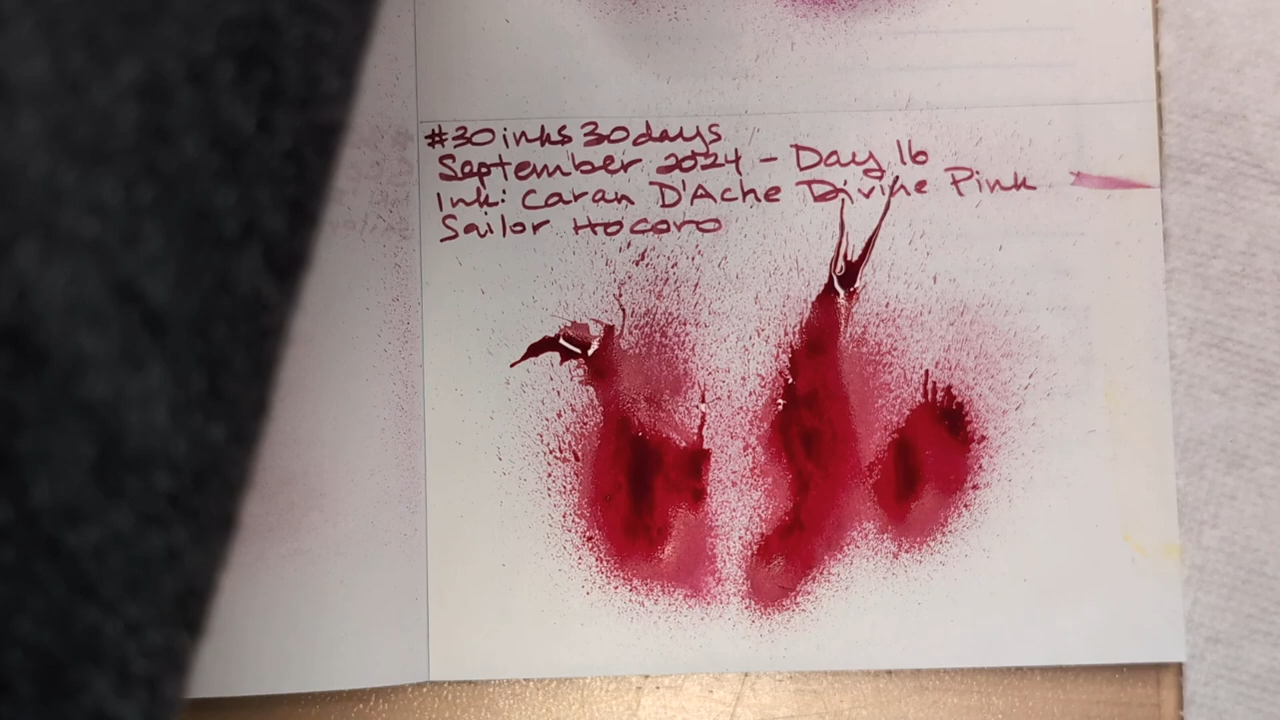 #30inks30days
September 2024 - Day 16
Ink: Caran D'Ache Divine Pink
Sailor Hocoro